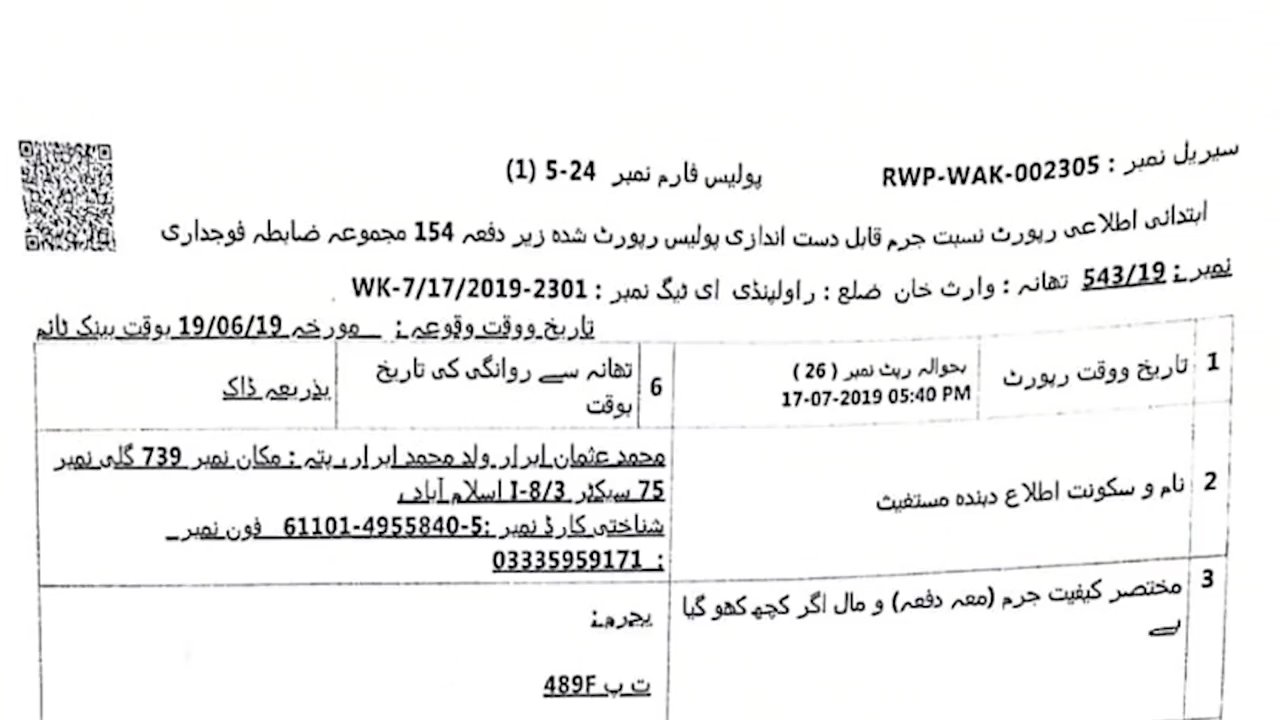 سیریل نمبر : RWP-WAK-002305
پولیس فارم نمبر 24-5 (1)
ابتدائی اطلاعی رپورٹ نسبت جرم قابل دست اندازی پولیس رپورٹ شدہ زیر دفعہ 154 مجموعہ ضابطہ فوجداری
نمبر : 543/19 تھانہ : وارث خان ضلع : راولپنڈی ای ٹیگ نمبر : WK-7/17/2019-2301
تاریخ ووقت وقوعہ : مورخہ 19/06/19 بوقت بینک ٹائم
1 تاریخ ووقت رپورٹ
بحوالہ رپٹ نمبر ( 26 )
17-07-2019 05:40 PM
6 تھانہ سے روانگی کی تاریخ
بوقت
بذریعہ ڈاک
2 نام و سکونت اطلاع دہندہ مستغیث
محمد عثمان ابرار ولد محمد ابرار، پتہ : مکان نمبر 739 گلی نمبر
75 سیکٹر I-8/3 اسلام آباد ،
شناختی کارڈ نمبر :61101-4955840-5 فون نمبر
: 03335959171
3 مختصر کیفیت جرم (معہ دفعہ) و مال اگر کچھ کھو گیا
ہے
بجرم:
ت پ 489F